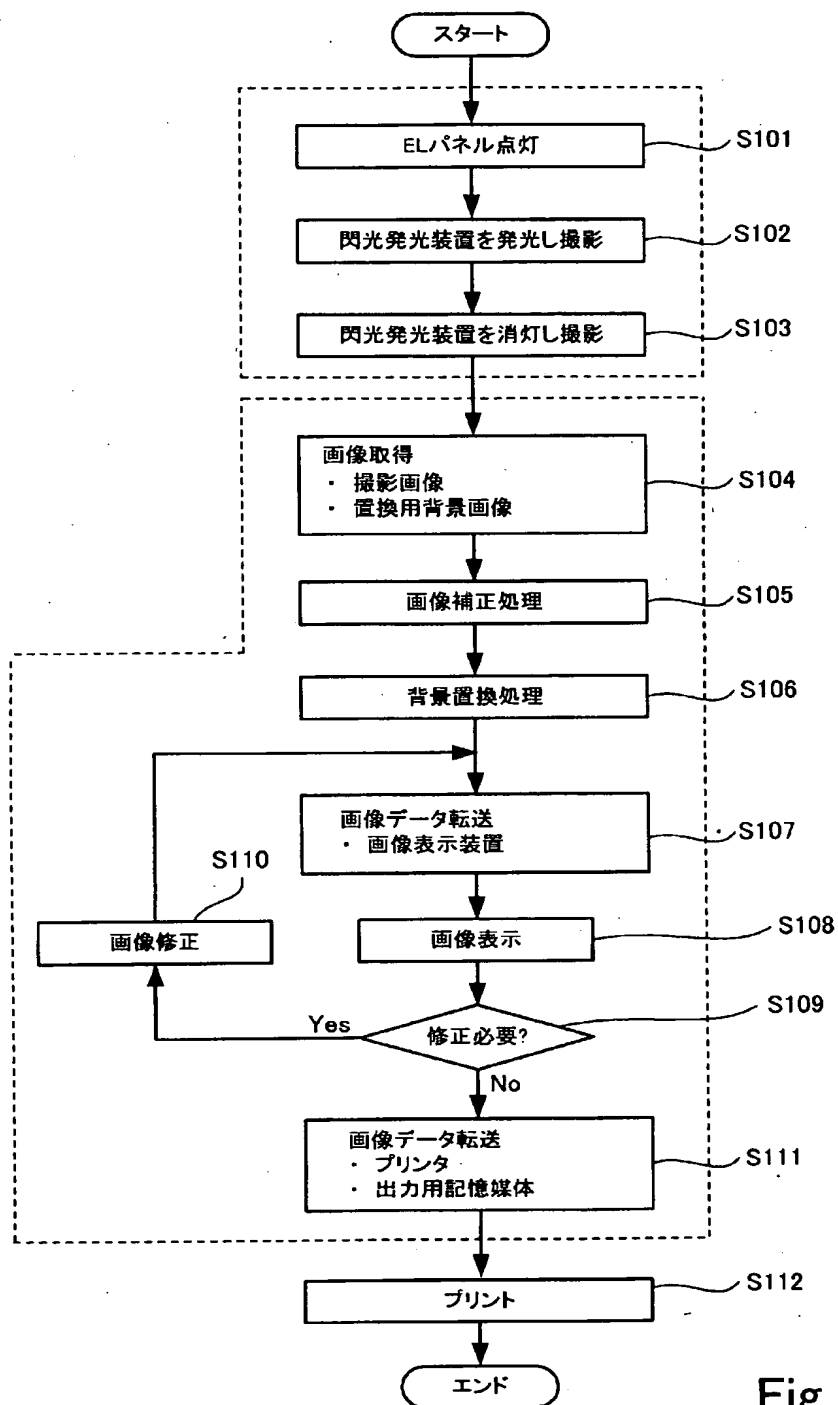 スタート
ELパネル点灯
S101
閃光発光装置を発光し撮影
S102
閃光発光装置を消灯し撮影
S103
画像取得
・ 撮影画像
・ 置換用背景画像
S104
画像補正処理
S105
背景置換処理
S106
画像データ転送
・ 画像表示装置
S107
S110
画像修正
画像表示
S108
修正必要?
S109
Yes
No
画像データ転送
・ プリンタ
・ 出力用記憶媒体
S111
プリント
S112
エンド
Fig